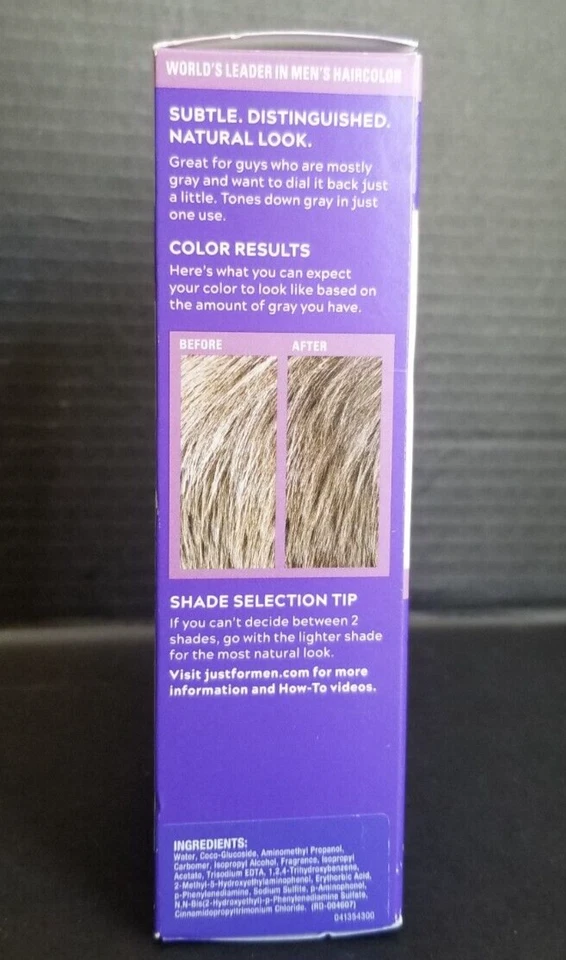 WORLD'S LEADER IN MEN'S HAIRCOLOR
SUBTLE. DISTINGUISHED.
NATURAL LOOK.
Great for guys who are mostly
gray and want to dial it back just
a little. Tones down gray in just
one use.
COLOR RESULTS
Here's what you can expect
your color to look like based on
the amount of gray you have.
BEFORE
AFTER
SHADE SELECTION TIP
If you can't decide between 2
shades, go with the lighter shade
for the most natural look.
Visit justformen.com for more
information and How-To videos.
INGREDIENTS:
Water, Coco-Glucoside, Aminomethyl Propanol,
Carbomer, Isopropyl Alcohol, Fragrance, Isopropyl
Acetate, Trisodium EDTA, 1,2,4-Trihydroxybenzene,
2-Methyl-5-Hydroxyethylaminophenol, Erythorbic Acid,
p-Phenylenediamine, Sodium Sulfite, p-Aminophenol,
N,N-Bis(2-Hydroxyethyl)-p-Phenylenediamine Sulfate,
Cinnamidopropyltrimonium Chloride. (RD-004607)
041354300